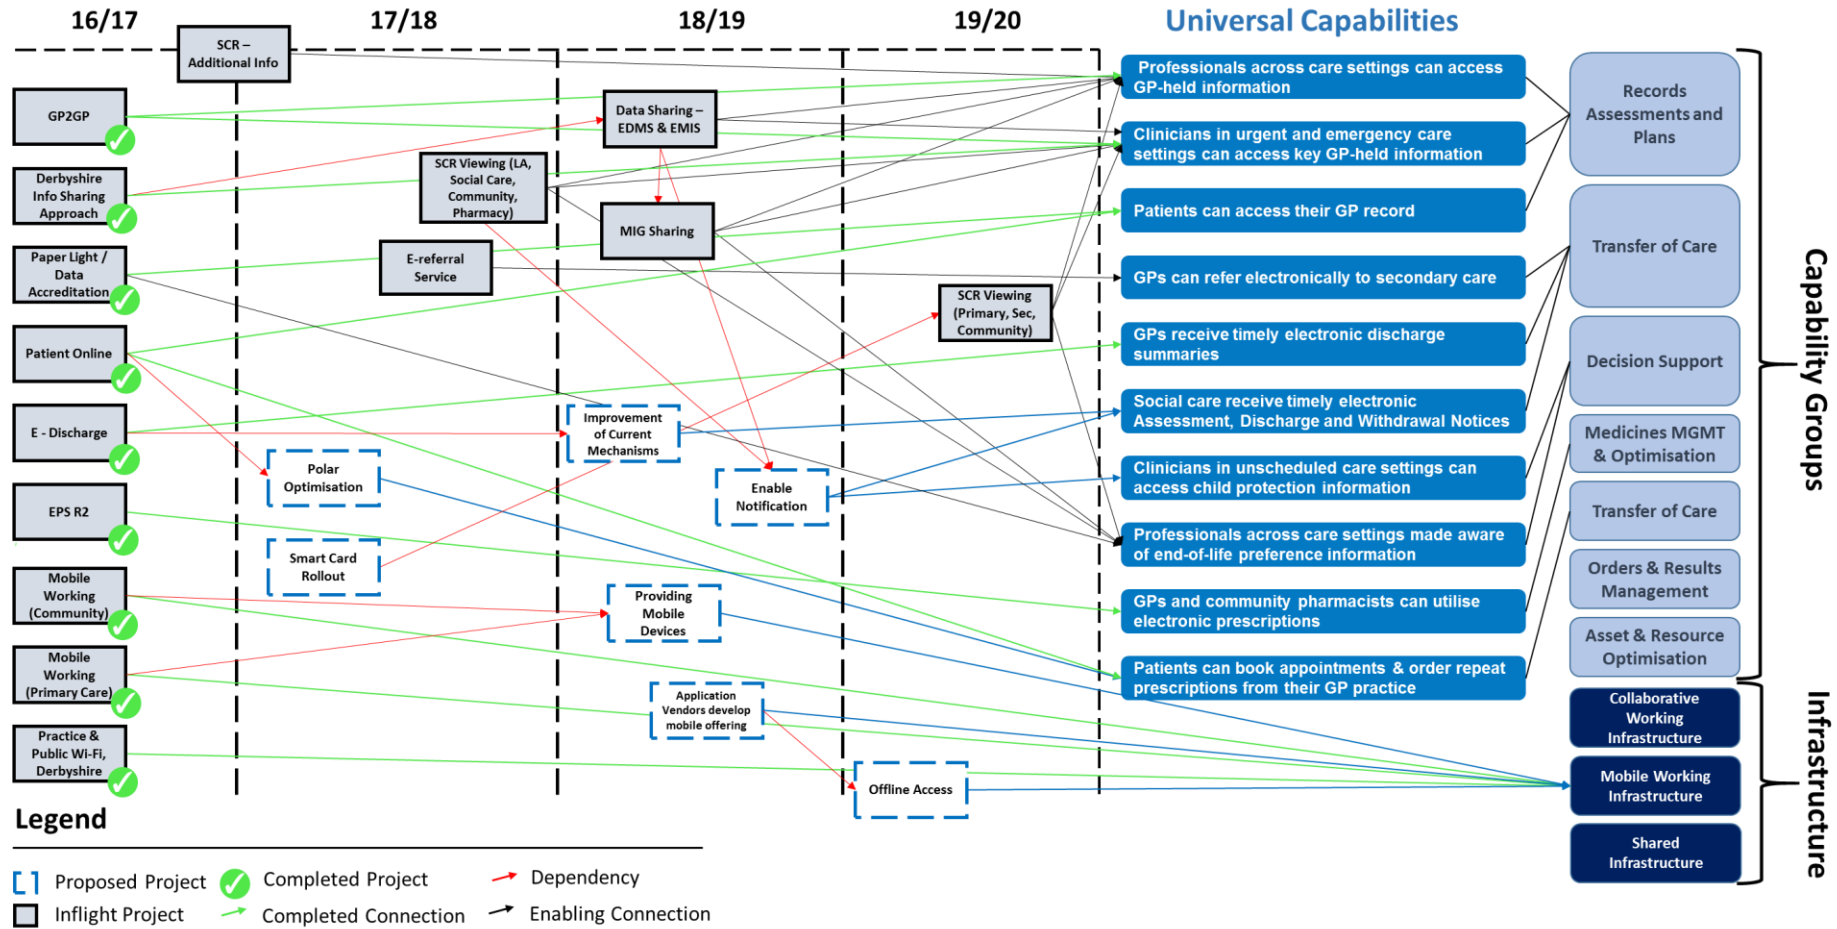 16/17
17/18
18/19
19/20
Universal Capabilities
SCR –
Additional Info
GP2GP
Derbyshire
Info Sharing
Approach
Paper Light /
Data
Accreditation
Patient Online
E - Discharge
EPS R2
Mobile
Working
(Community)
Mobile
Working
(Primary Care)
Practice &
Public Wi-Fi,
Derbyshire
SCR Viewing (LA,
Social Care,
Community,
Pharmacy)
E-referral
Service
Polar
Optimisation
Smart Card
Rollout
Data Sharing –
EDMS & EMIS
MIG Sharing
Improvement
of Current
Mechanisms
Enable
Notification
Providing
Mobile
Devices
Application
Vendors develop
mobile offering
SCR Viewing
(Primary, Sec,
Community)
Offline Access
Professionals across care settings can access
GP-held information
Clinicians in urgent and emergency care
settings can access key GP-held information
Patients can access their GP record
GPs can refer electronically to secondary care
GPs receive timely electronic discharge
summaries
Social care receive timely electronic
Assessment, Discharge and Withdrawal Notices
Clinicians in unscheduled care settings can
access child protection information
Professionals across care settings made aware
of end-of-life preference information
GPs and community pharmacists can utilise
electronic prescriptions
Patients can book appointments & order repeat
prescriptions from their GP practice
Records
Assessments and
Plans
Transfer of Care
Decision Support
Medicines MGMT
& Optimisation
Transfer of Care
Orders & Results
Management
Asset & Resource
Optimisation
Collaborative
Working
Infrastructure
Mobile Working
Infrastructure
Shared
Infrastructure
Capability Groups
Infrastructure
Legend
Proposed Project
Completed Project
Dependency
Inflight Project
Completed Connection
Enabling Connection